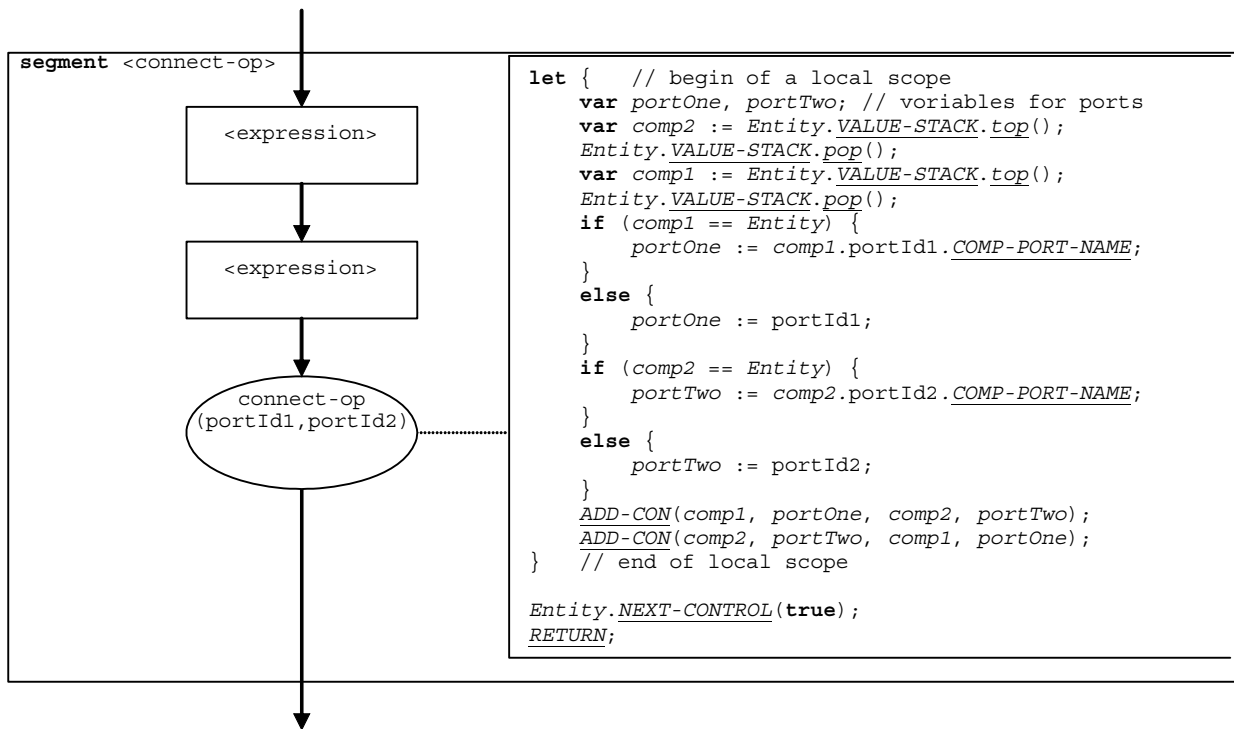 segment <connect-op>
<expression>
<expression>
connect-op
(portId1,portId2)
let { // begin of a local scope
var portOne, portTwo; // voriables for ports
var comp2 := Entity.VALUE-STACK.top();
Entity.VALUE-STACK.pop();
var comp1 := Entity.VALUE-STACK.top();
Entity.VALUE-STACK.pop();
if (comp1 == Entity) {
portOne := comp1.portId1.COMP-PORT-NAME;
}
else {
portOne := portId1;
}
if (comp2 == Entity) {
portTwo := comp2.portId2.COMP-PORT-NAME;
}
else {
portTwo := portId2;
}
ADD-CON(comp1, portOne, comp2, portTwo);
ADD-CON(comp2, portTwo, comp1, portOne);
} // end of local scope
Entity.NEXT-CONTROL(true);
RETURN;